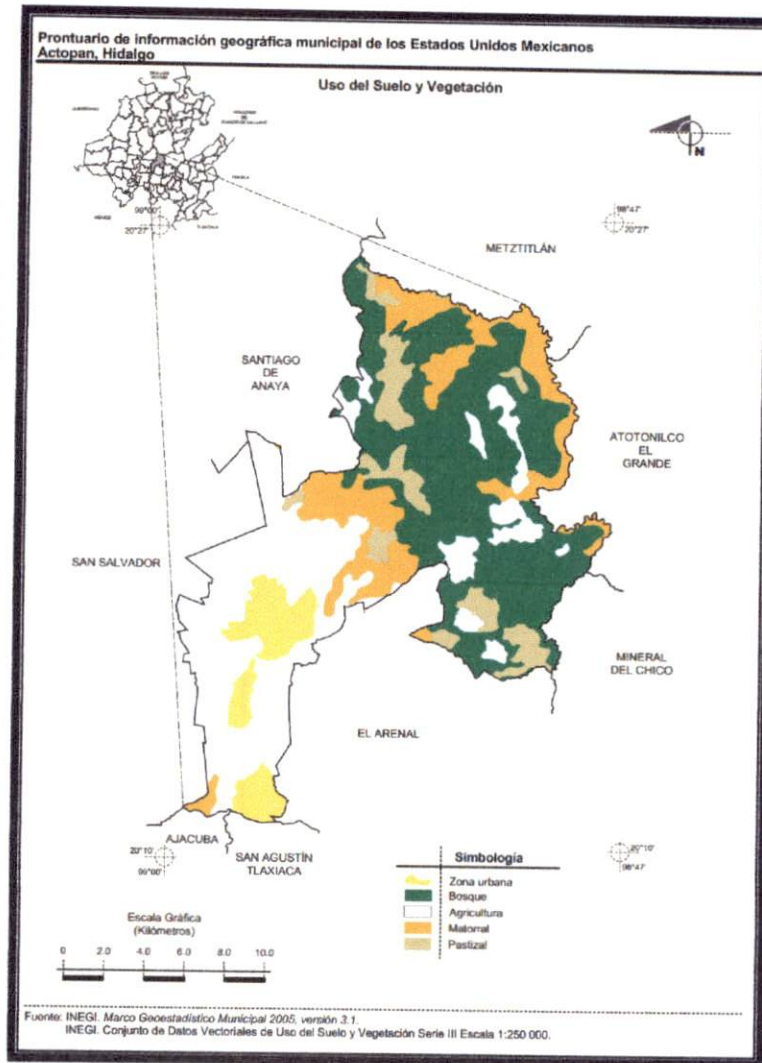 Prontuario de información geográfica municipal de los Estados Unidos Mexicanos
Actopan, Hidalgo
Uso del Suelo y Vegetación
PUEBLA
MÉXICO
TLAXCALA
99°00'
20°27'
98°47'
20°27'
N
METZTITLÁN
SANTIAGO
DE
ANAYA
ATOTONILCO
EL
GRANDE
SAN SALVADOR
MINERAL
DEL CHICO
EL ARENAL
AJACUBA
SAN AGUSTÍN
TLAXIACA
20°10'
99°00'
20°10'
98°47'
Simbología
Zona urbana
Bosque
Agricultura
Matorral
Pastizal
Escala Gráfica
(Kilómetros)
0 2.0 4.0 6.0 8.0 10.0
Fuente: INEGI. Marco Geoestadístico Municipal 2005, versión 3.1.
INEGI. Conjunto de Datos Vectoriales de Uso del Suelo y Vegetación Serie III Escala 1:250 000.